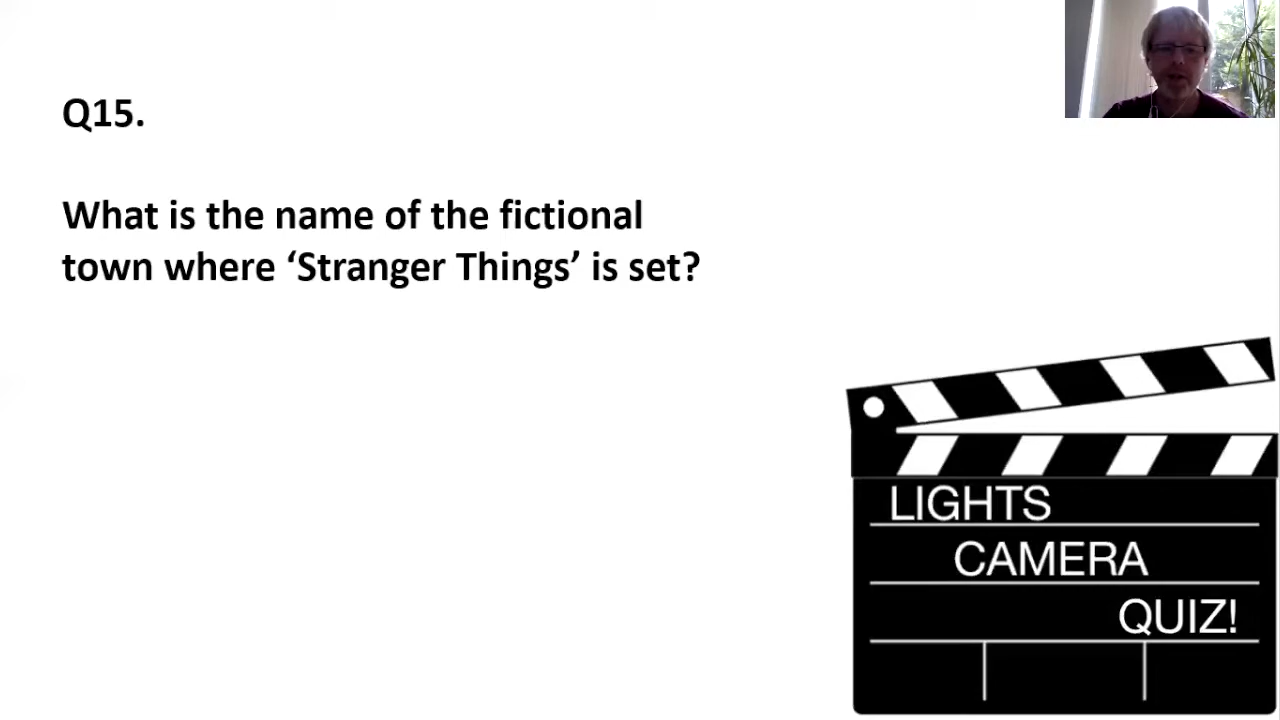 Q15.
What is the name of the fictional
town where ‘Stranger Things’ is set?
LIGHTS
CAMERA
QUIZ!